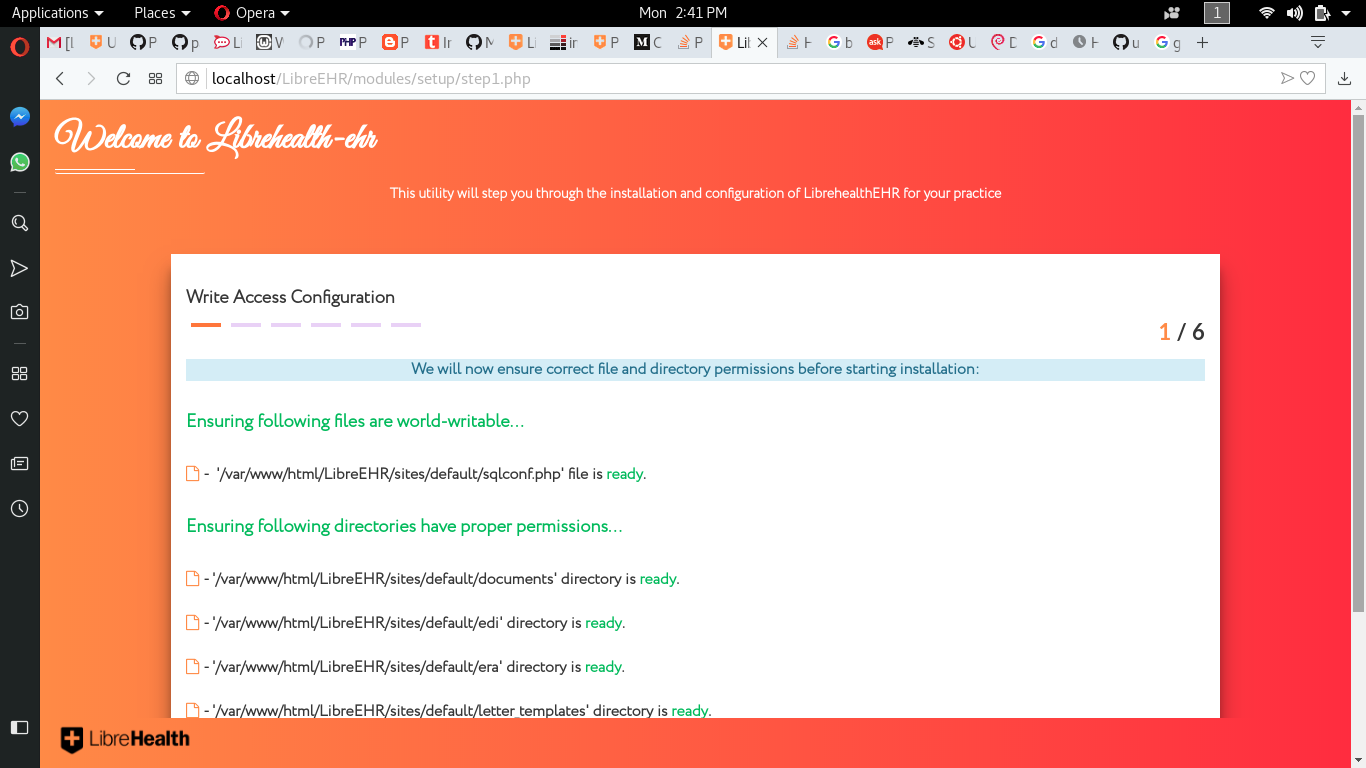 Applications Places Opera Mon 2:41 PM 1
[L U P p Li W P PHP P P Ir M Li in P C P Lib H b P S U D d H u g
localhost/LibreEHR/modules/setup/step1.php
Welcome to Librehealth-ehr
This utility will step you through the installation and configuration of LibrehealthEHR for your practice
Write Access Configuration
1 / 6
We will now ensure correct file and directory permissions before starting installation:
Ensuring following files are world-writable...
- '/var/www/html/LibreEHR/sites/default/sqlconf.php' file is ready.
Ensuring following directories have proper permissions...
- '/var/www/html/LibreEHR/sites/default/documents' directory is ready.
- '/var/www/html/LibreEHR/sites/default/edi' directory is ready.
- '/var/www/html/LibreEHR/sites/default/era' directory is ready.
- '/var/www/html/LibreEHR/sites/default/letter_templates' directory is ready.
LibreHealth